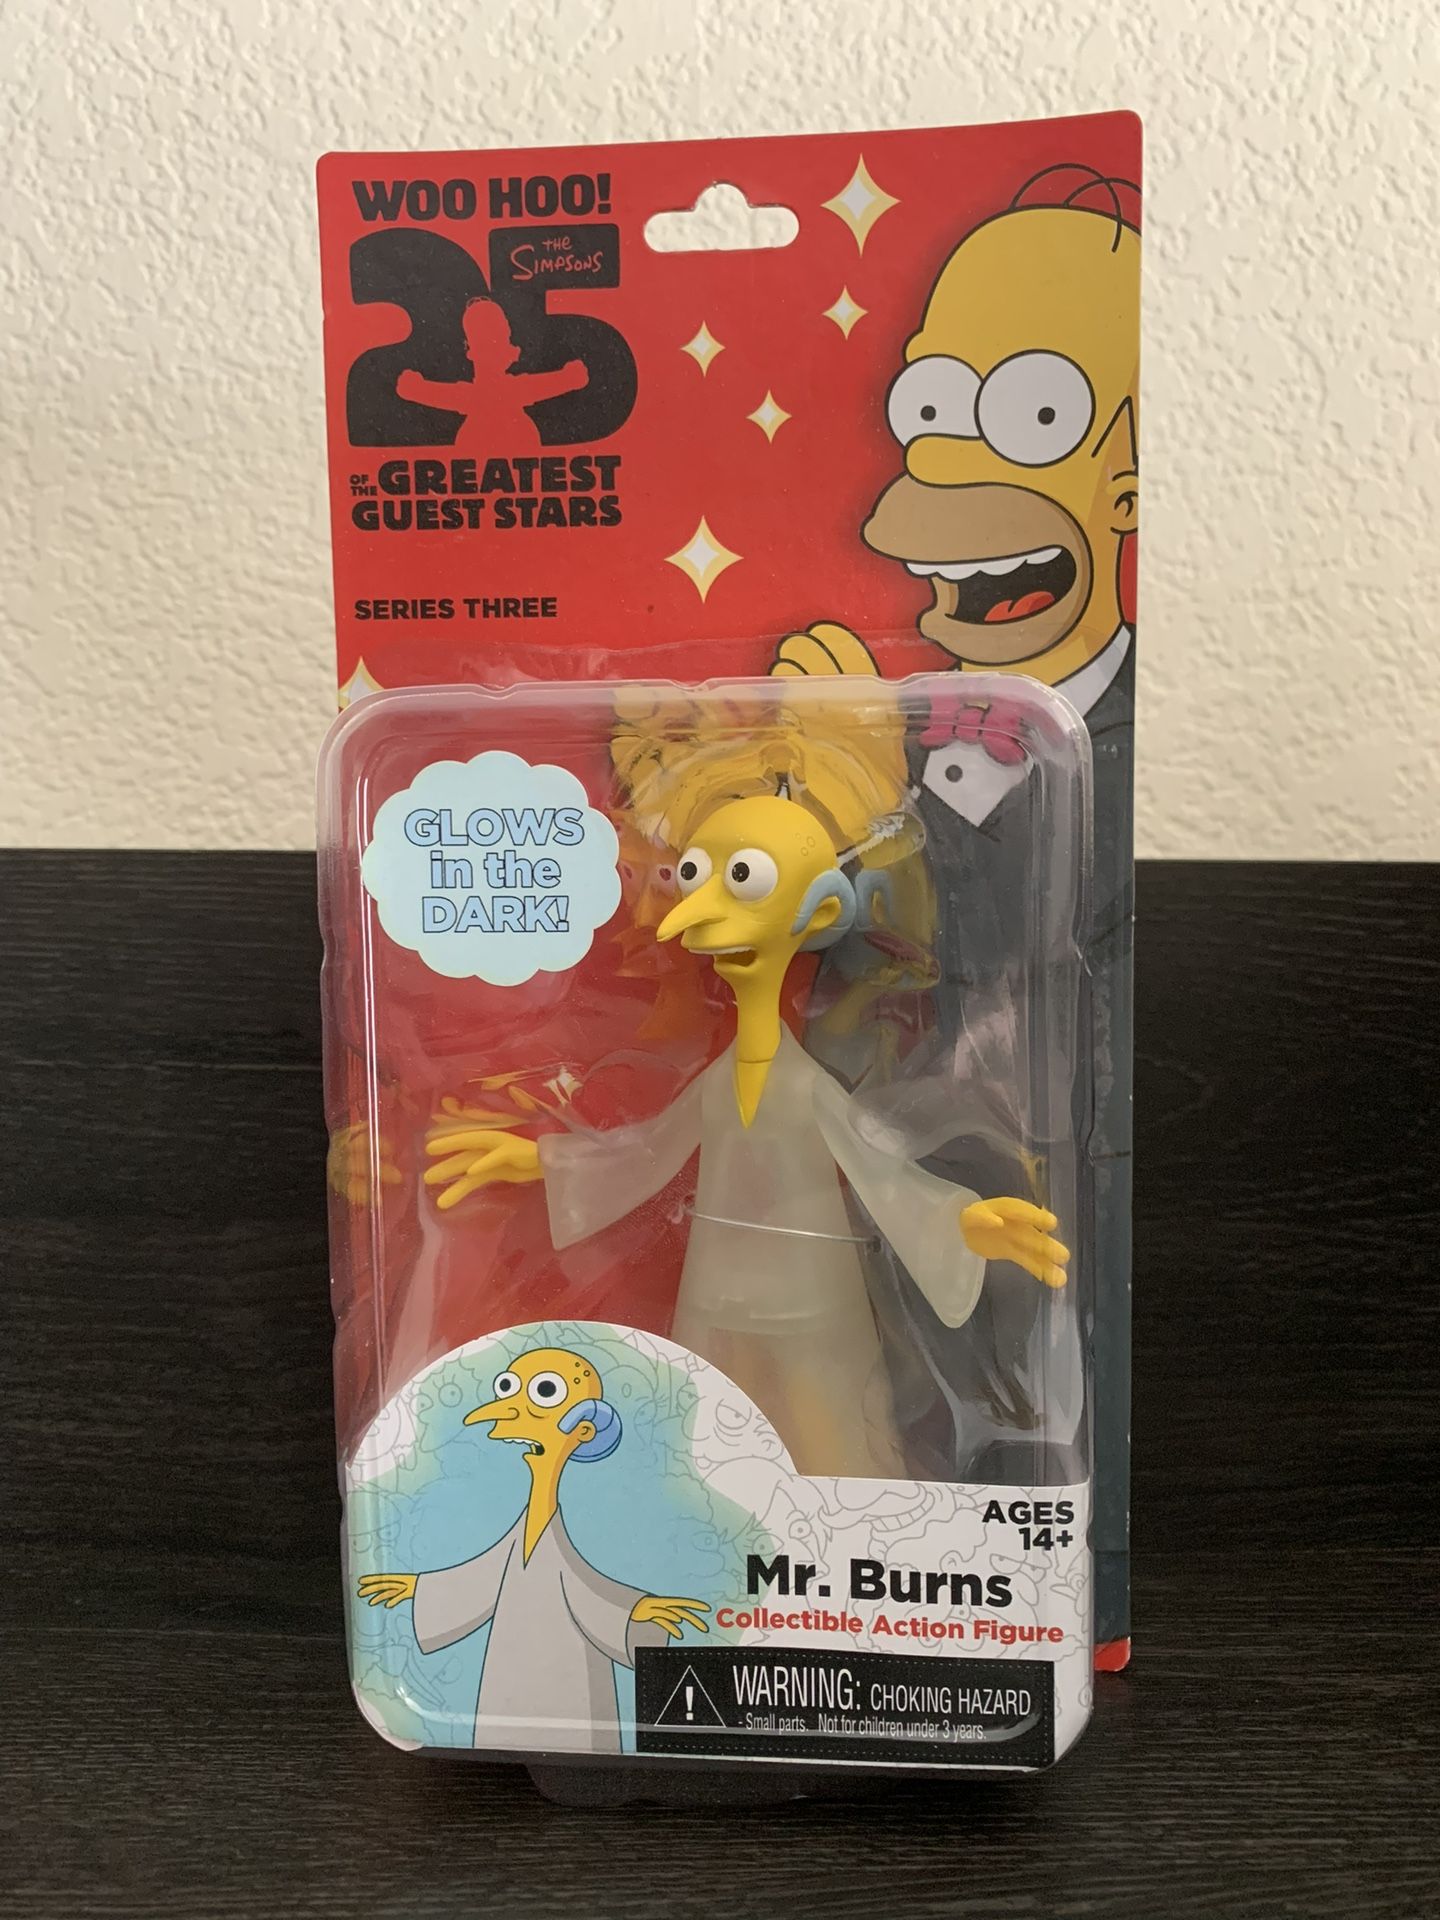 WOO HOO!
25
THE
SIMPSONS
OF
THE
GREATEST
GUEST STARS
SERIES THREE
GLOWS
in the
DARK!
AGES
14+
Mr. Burns
Collectible Action Figure
WARNING: CHOKING HAZARD
- Small parts. Not for children under 3 years.